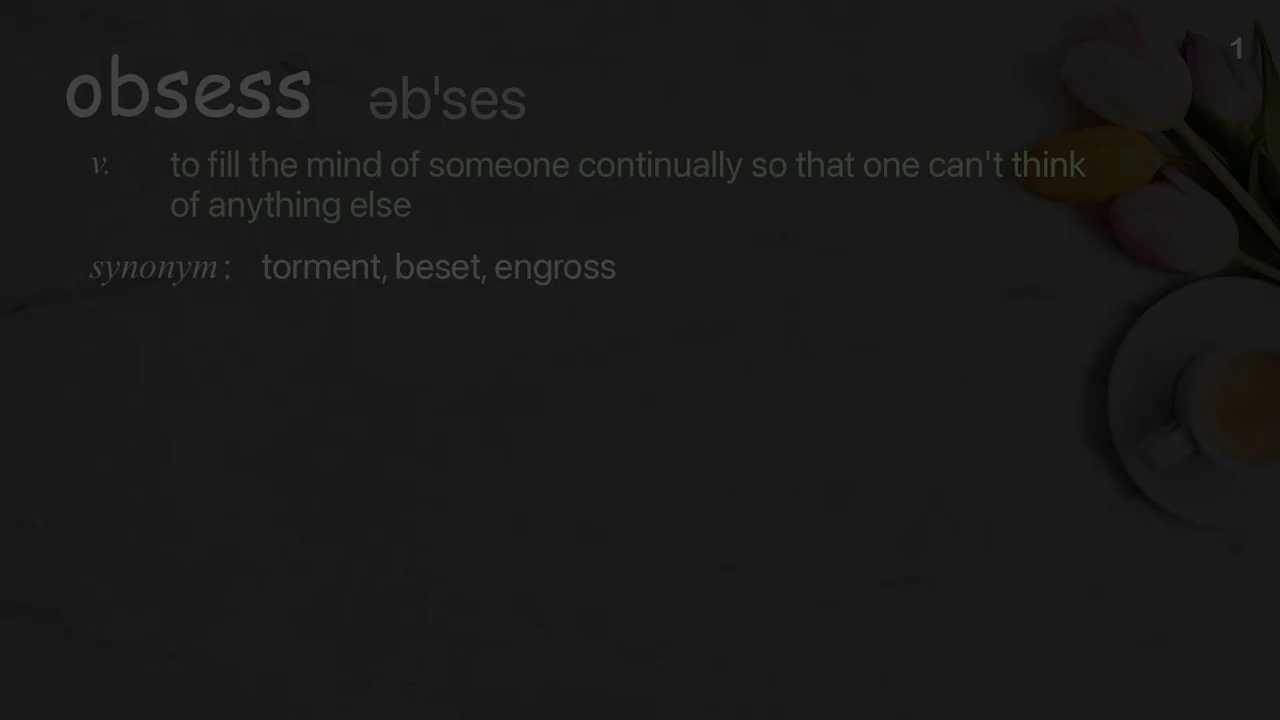 1
obsess əb'ses
v. to fill the mind of someone continually so that one can't think
of anything else
synonym: torment, beset, engross